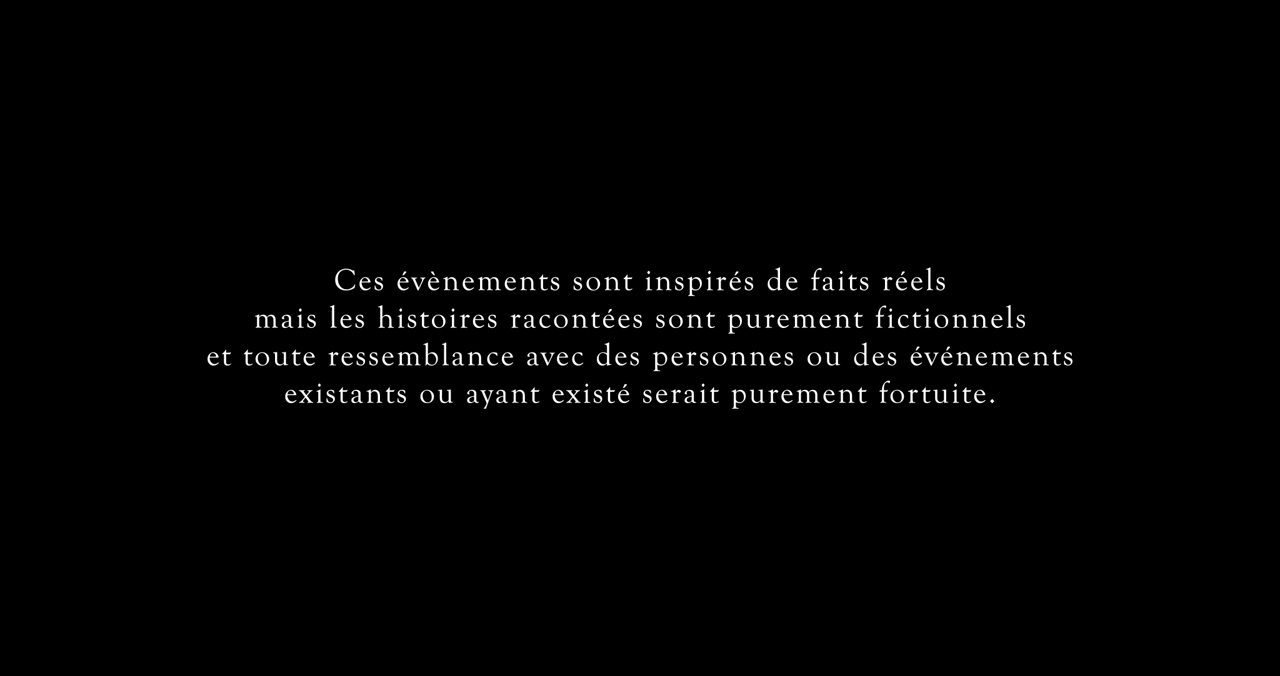 Ces évènements sont inspirés de faits réels
mais les histoires racontées sont purement fictionnels
et toute ressemblance avec des personnes ou des événements
existants ou ayant existé serait purement fortuite.